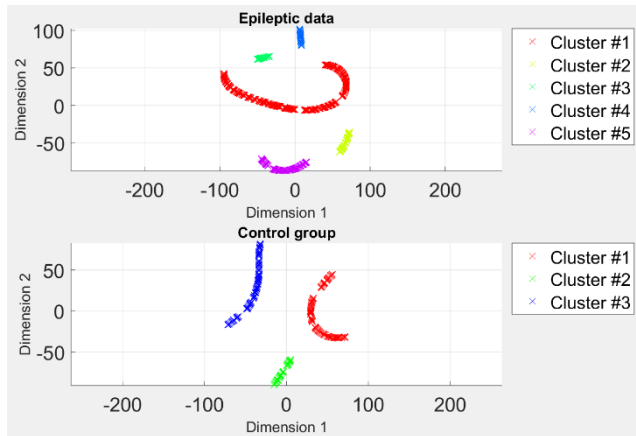 Epileptic data
100
50
0
-50
Dimension 2
-200
-100
0
100
200
Dimension 1
Cluster #1
Cluster #2
Cluster #3
Cluster #4
Cluster #5
Control group
50
0
-50
Dimension 2
-200
-100
0
100
200
Dimension 1
Cluster #1
Cluster #2
Cluster #3